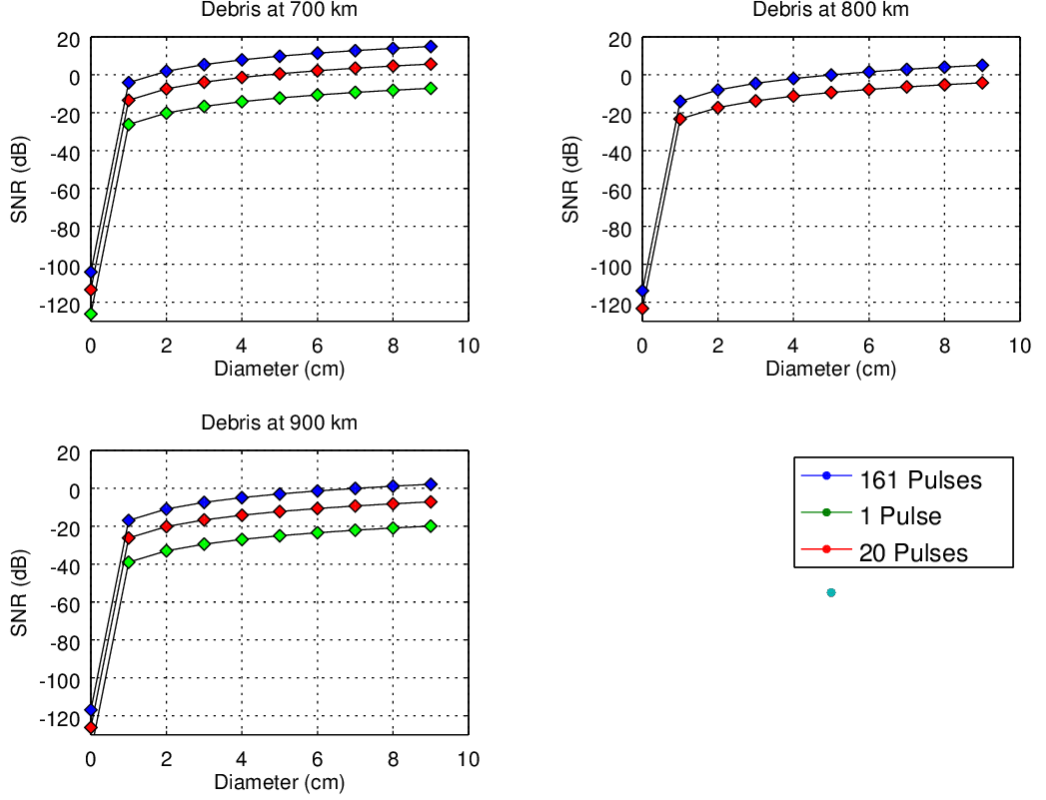 Debris at 700 km
20
0
-20
-40
-60
-80
-100
-120
SNR (dB)
0 2 4 6 8 10
Diameter (cm)
Debris at 800 km
20
0
-20
-40
-60
-80
-100
-120
SNR (dB)
0 2 4 6 8 10
Diameter (cm)
Debris at 900 km
20
0
-20
-40
-60
-80
-100
-120
SNR (dB)
0 2 4 6 8 10
Diameter (cm)
161 Pulses
1 Pulse
20 Pulses